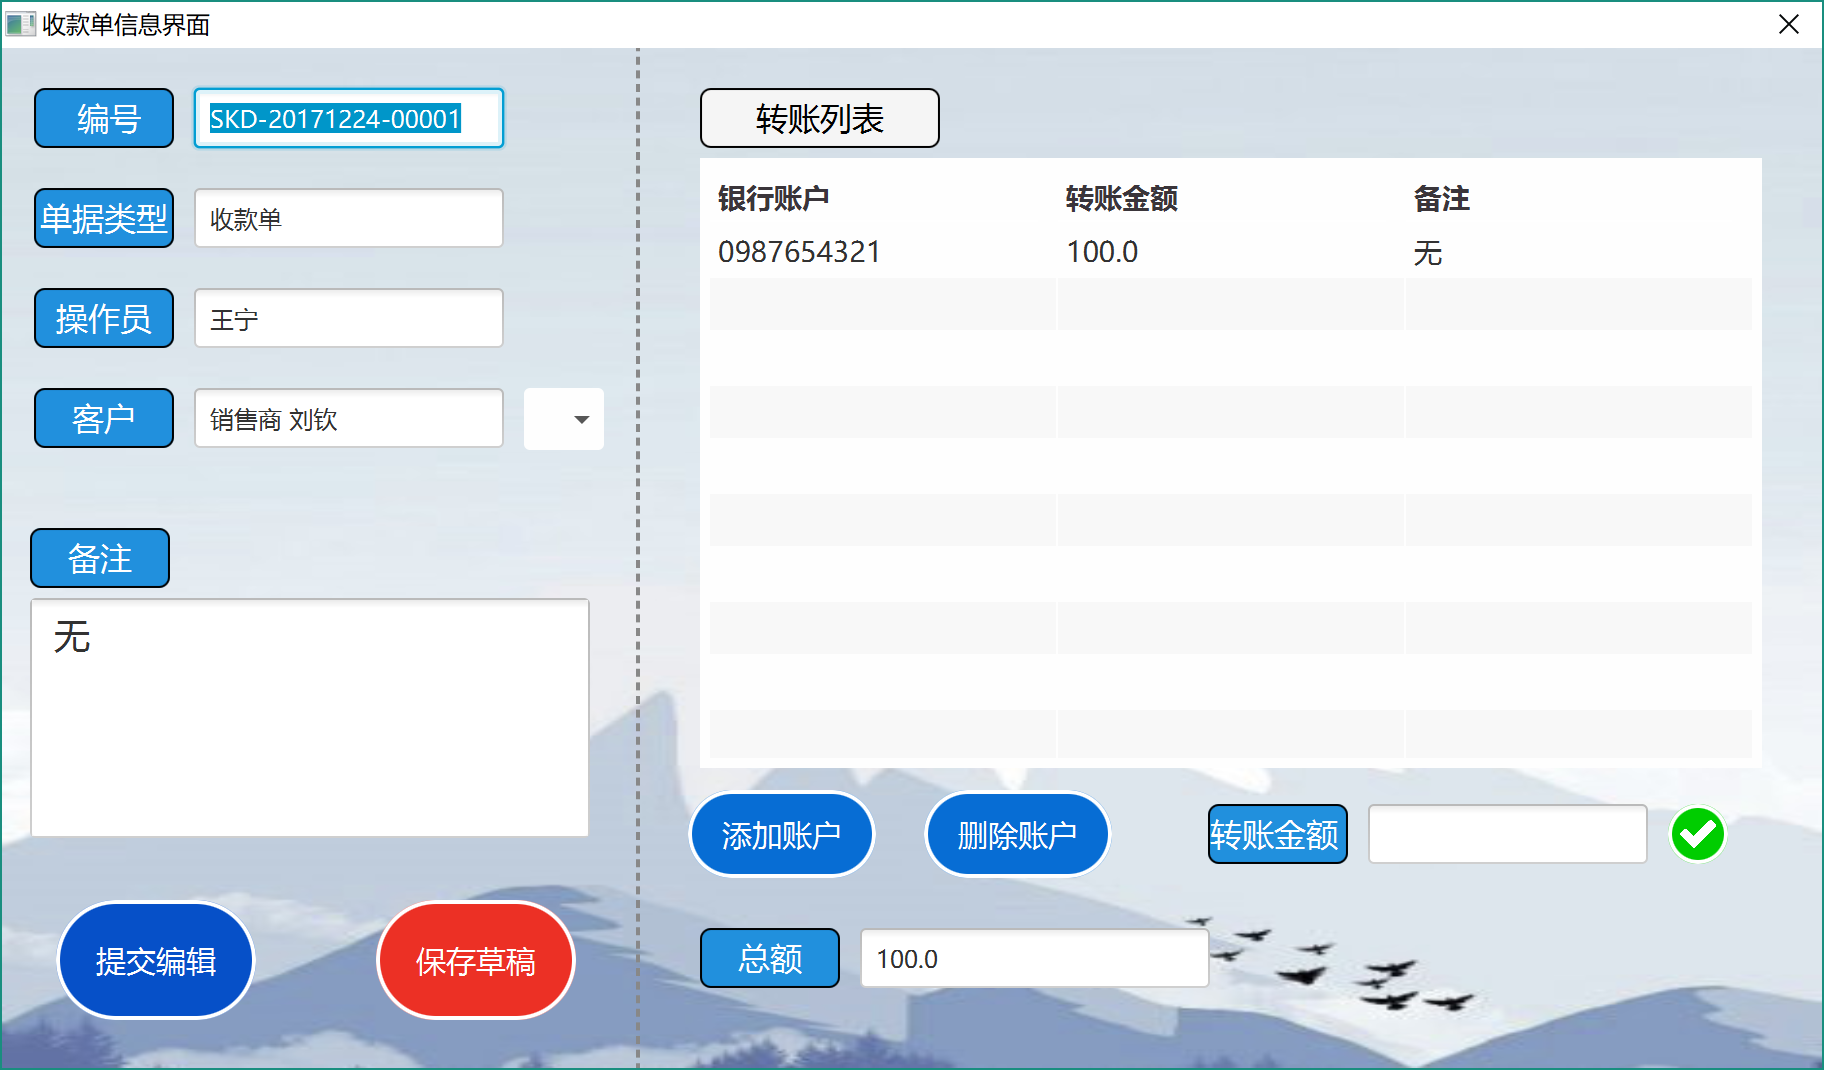 收款单信息界面
编号 SKD-20171224-00001
单据类型 收款单
操作员 王宁
客户 销售商 刘钦
备注
无
提交编辑 保存草稿
转账列表
银行账户 转账金额 备注
0987654321 100.0 无
添加账户 删除账户 转账金额
总额 100.0